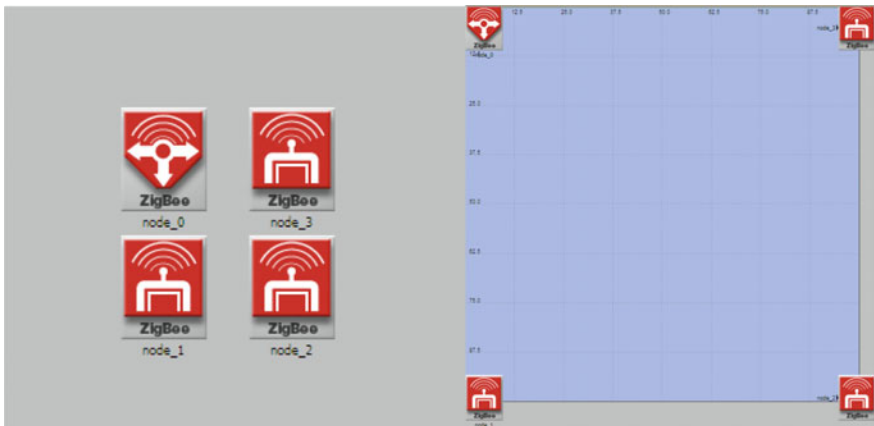 ZigBee ZigBee
node_0 node_3
ZigBee ZigBee
node_1 node_2
12.5 25.0 37.5 50.0 62.5 75.0 87.5
ZigBee
node_0
ZigBee
25.0
37.5
50.0
62.5
75.0
87.5
ZigBee
ZigBee